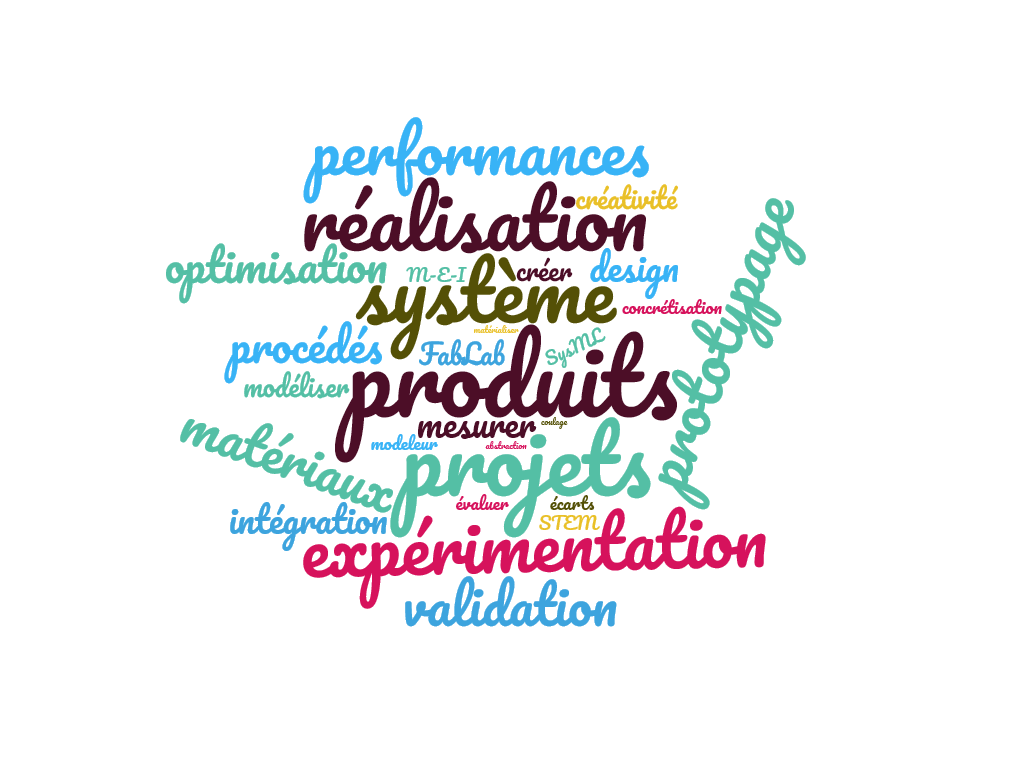 performances
créativité
réalisation
prototypage
optimisation
M-E-I
créer
design
système
concrétisation
matérialiser
procédés
FabLab
SysML
modéliser
produits
mesurer
coulage
matériaux
modeleur
abstraction
projets
évaluer
écarts
intégration
STEM
expérimentation
validation